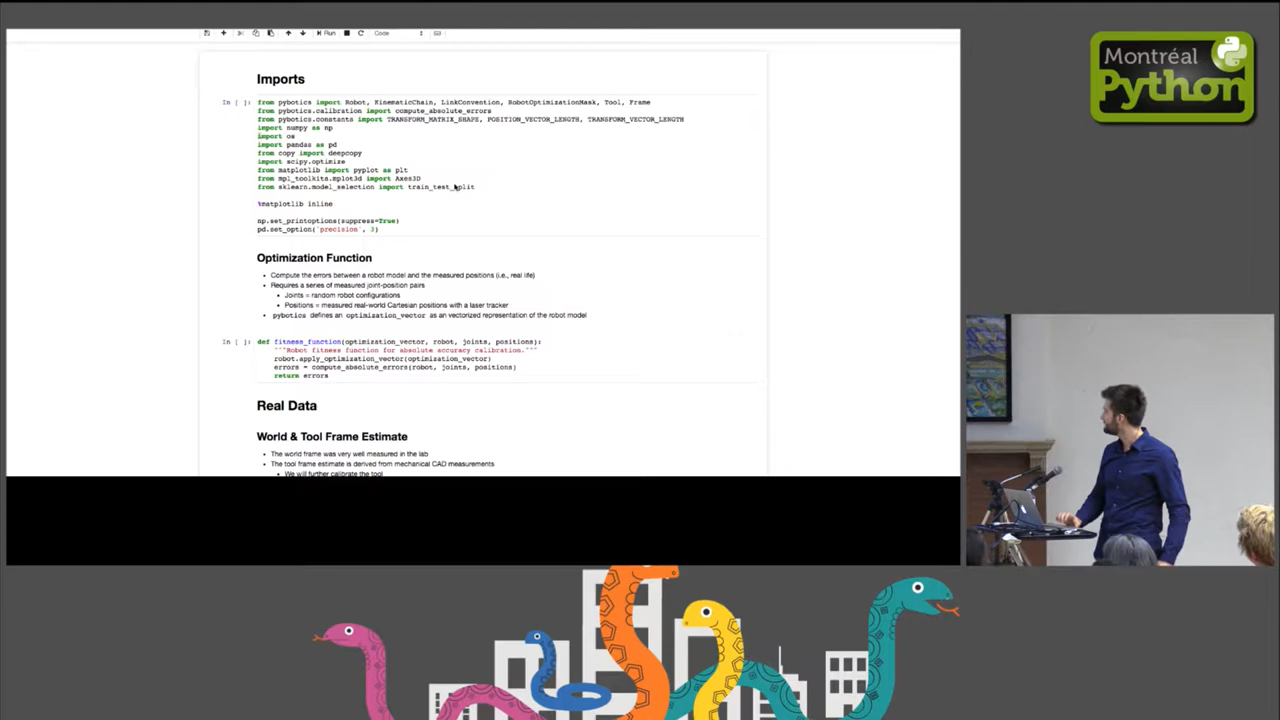 Run
Code
Imports
In [ ]:
from pybotics import Robot, KinematicChain, LinkConvention, RobotOptimizationMask, Tool, Frame
from pybotics.calibration import compute_absolute_errors
from pybotics.constants import TRANSFORM_MATRIX_SHAPE, POSITION_VECTOR_LENGTH, TRANSFORM_VECTOR_LENGTH
import numpy as np
import os
import pandas as pd
from copy import deepcopy
import scipy.optimize
from matplotlib import pyplot as plt
from mpl_toolkits.mplot3d import Axes3D
from sklearn.model_selection import train_test_split
%matplotlib inline
np.set_printoptions(suppress=True)
pd.set_option('precision', 3)
Optimization Function
• Compute the errors between a robot model and the measured positions (i.e., real life)
• Requires a series of measured joint-position pairs
• Joints = random robot configurations
• Positions = measured real-world Cartesian positions with a laser tracker
• pybotics defines an optimization_vector as an vectorized representation of the robot model
In [ ]:
def fitness_function(optimization_vector, robot, joints, positions):
"""Robot fitness function for absolute accuracy calibration."""
robot.apply_optimization_vector(optimization_vector)
errors = compute_absolute_errors(robot, joints, positions)
return errors
Real Data
World & Tool Frame Estimate
• The world frame was very well measured in the lab
• The tool frame estimate is derived from mechanical CAD measurements
• We will further calibrate the tool
Montréal
Python